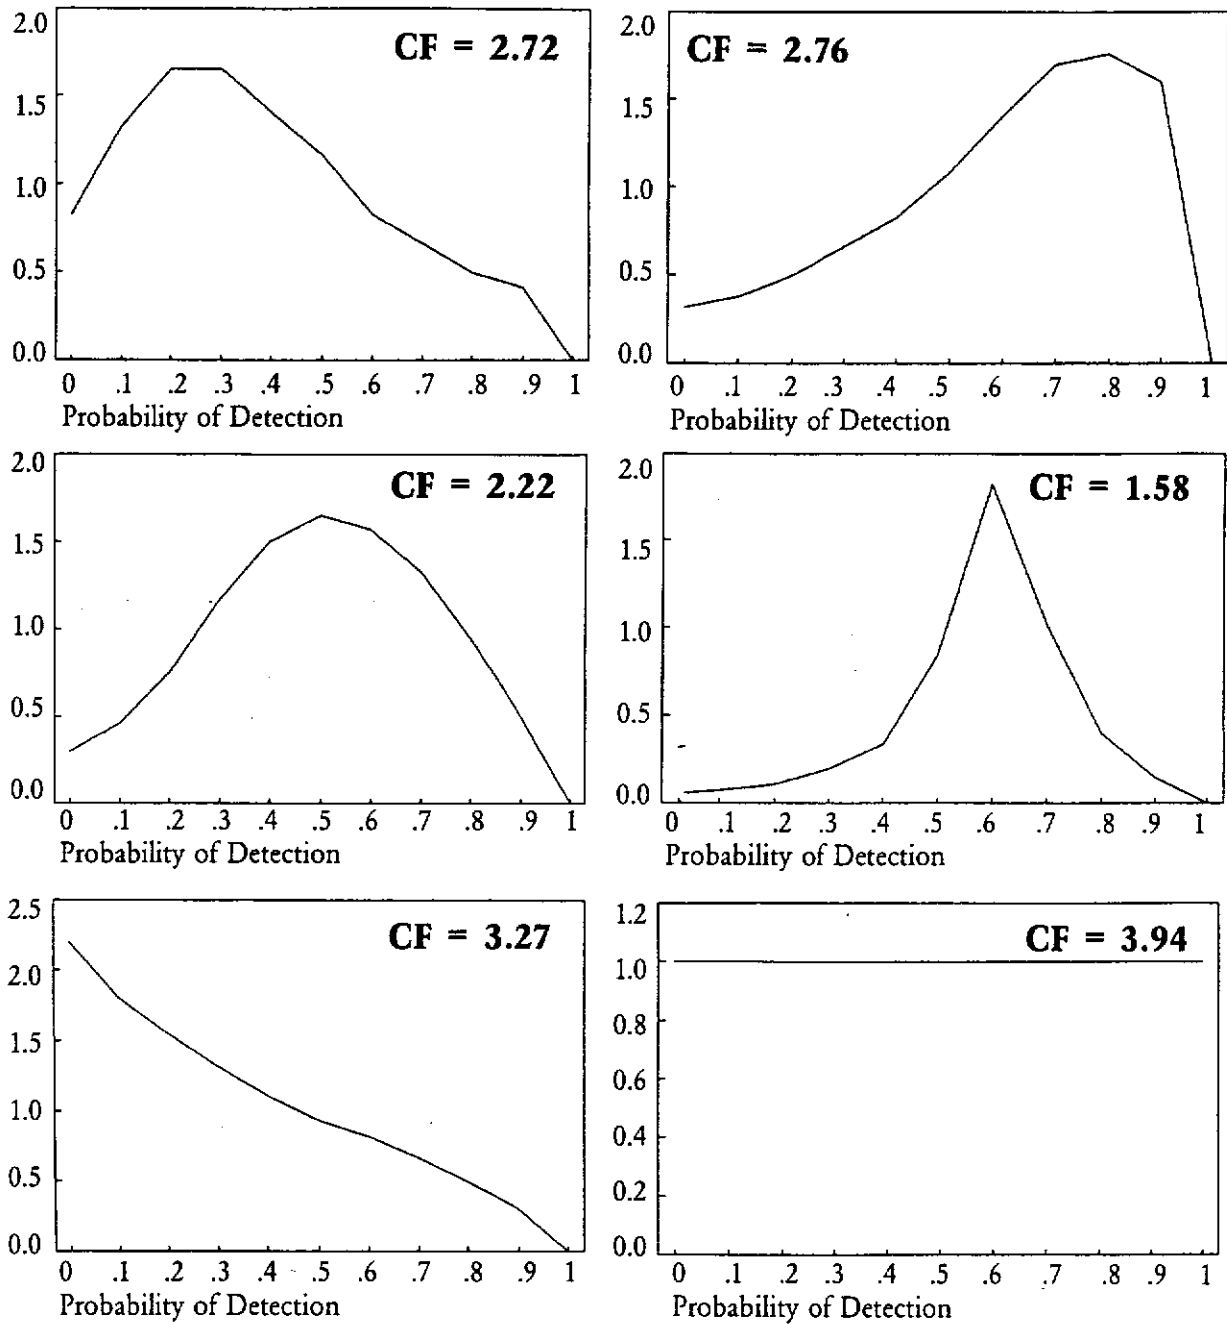 CF = 2.72
2.0
1.5
1.0
0.5
0.0
0 .1 .2 .3 .4 .5 .6 .7 .8 .9 1
Probability of Detection
CF = 2.76
2.0
1.5
1.0
0.5
0.0
0 .1 .2 .3 .4 .5 .6 .7 .8 .9 1
Probability of Detection
CF = 2.22
2.0
1.5
1.0
0.5
0.0
0 .1 .2 .3 .4 .5 .6 .7 .8 .9 1
Probability of Detection
CF = 1.58
2.0
1.5
1.0
0.5
0.0
0 .1 .2 .3 .4 .5 .6 .7 .8 .9 1
Probability of Detection
CF = 3.27
2.5
2.0
1.5
1.0
0.5
0.0
0 .1 .2 .3 .4 .5 .6 .7 .8 .9 1
Probability of Detection
CF = 3.94
1.2
1.0
0.8
0.6
0.4
0.2
0.0
0 .1 .2 .3 .4 .5 .6 .7 .8 .9 1
Probability of Detection